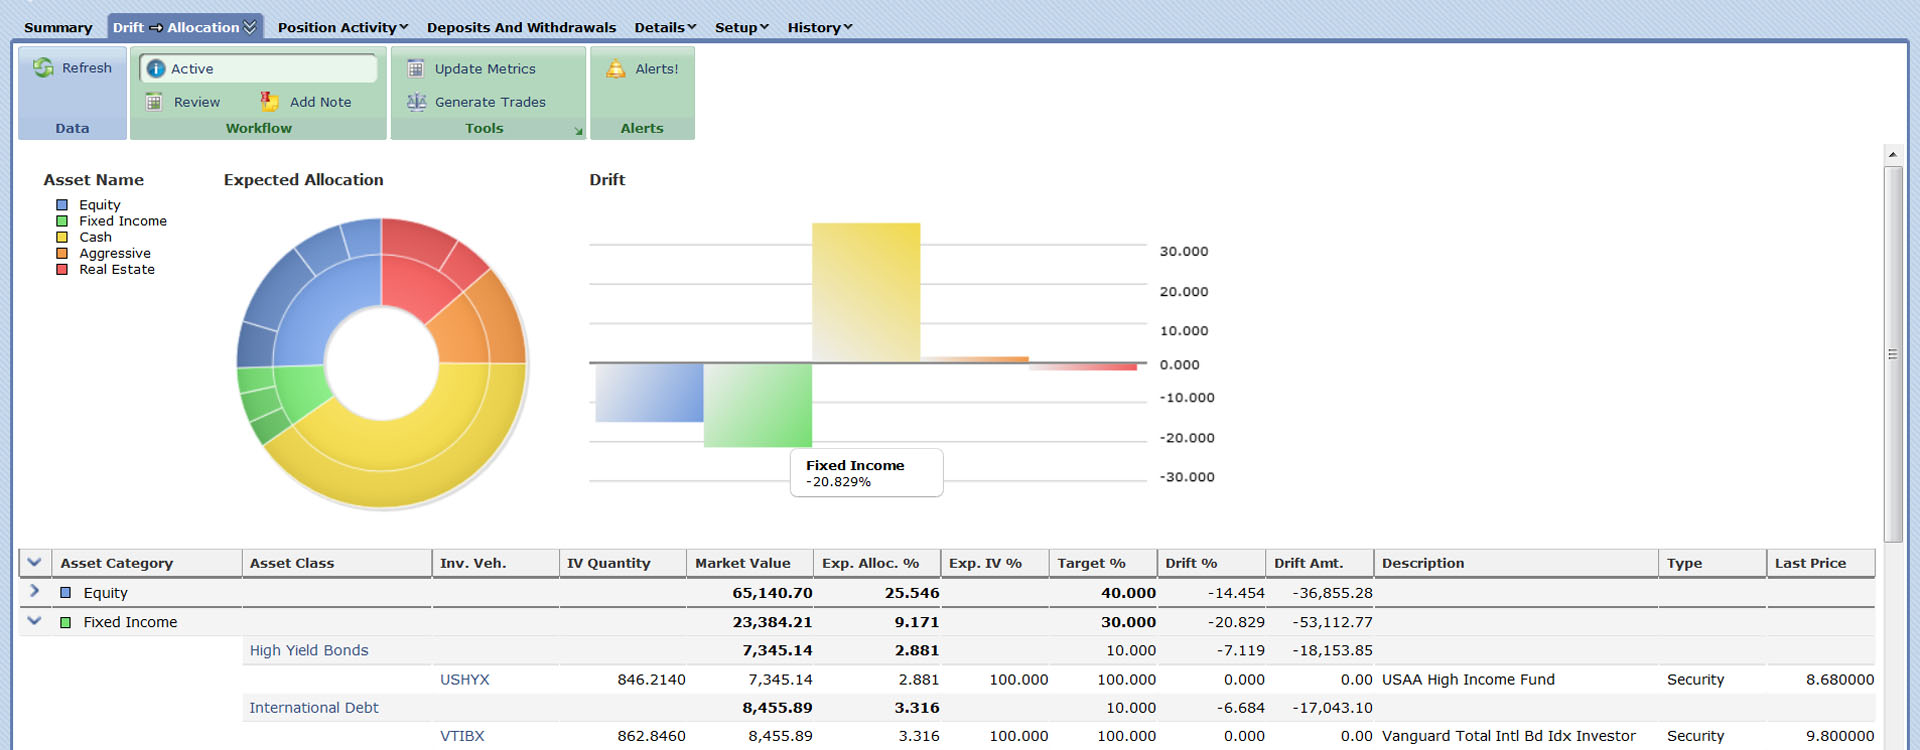 Summary Drift ➩ Allocation Position Activity Deposits And Withdrawals Details Setup History
Refresh Active Update Metrics Alerts!
Review Add Note Generate Trades
Data Workflow Tools Alerts
Asset Name Expected Allocation Drift
Equity
Fixed Income
Cash
Aggressive
Real Estate
30.000
20.000
10.000
0.000
-10.000
-20.000
-30.000
Fixed Income
-20.829%
Asset Category Asset Class Inv. Veh. IV Quantity Market Value Exp. Alloc. % Exp. IV % Target % Drift % Drift Amt. Description Type Last Price
Equity 65,140.70 25.546 40.000 -14.454 -36,855.28
Fixed Income 23,384.21 9.171 30.000 -20.829 -53,112.77
High Yield Bonds 7,345.14 2.881 10.000 -7.119 -18,153.85
USHYX 846.2140 7,345.14 2.881 100.000 100.000 0.000 0.00 USAA High Income Fund Security 8.680000
International Debt 8,455.89 3.316 10.000 -6.684 -17,043.10
VTIBX 862.8460 8,455.89 3.316 100.000 100.000 0.000 0.00 Vanguard Total Intl Bd Idx Investor Security 9.800000